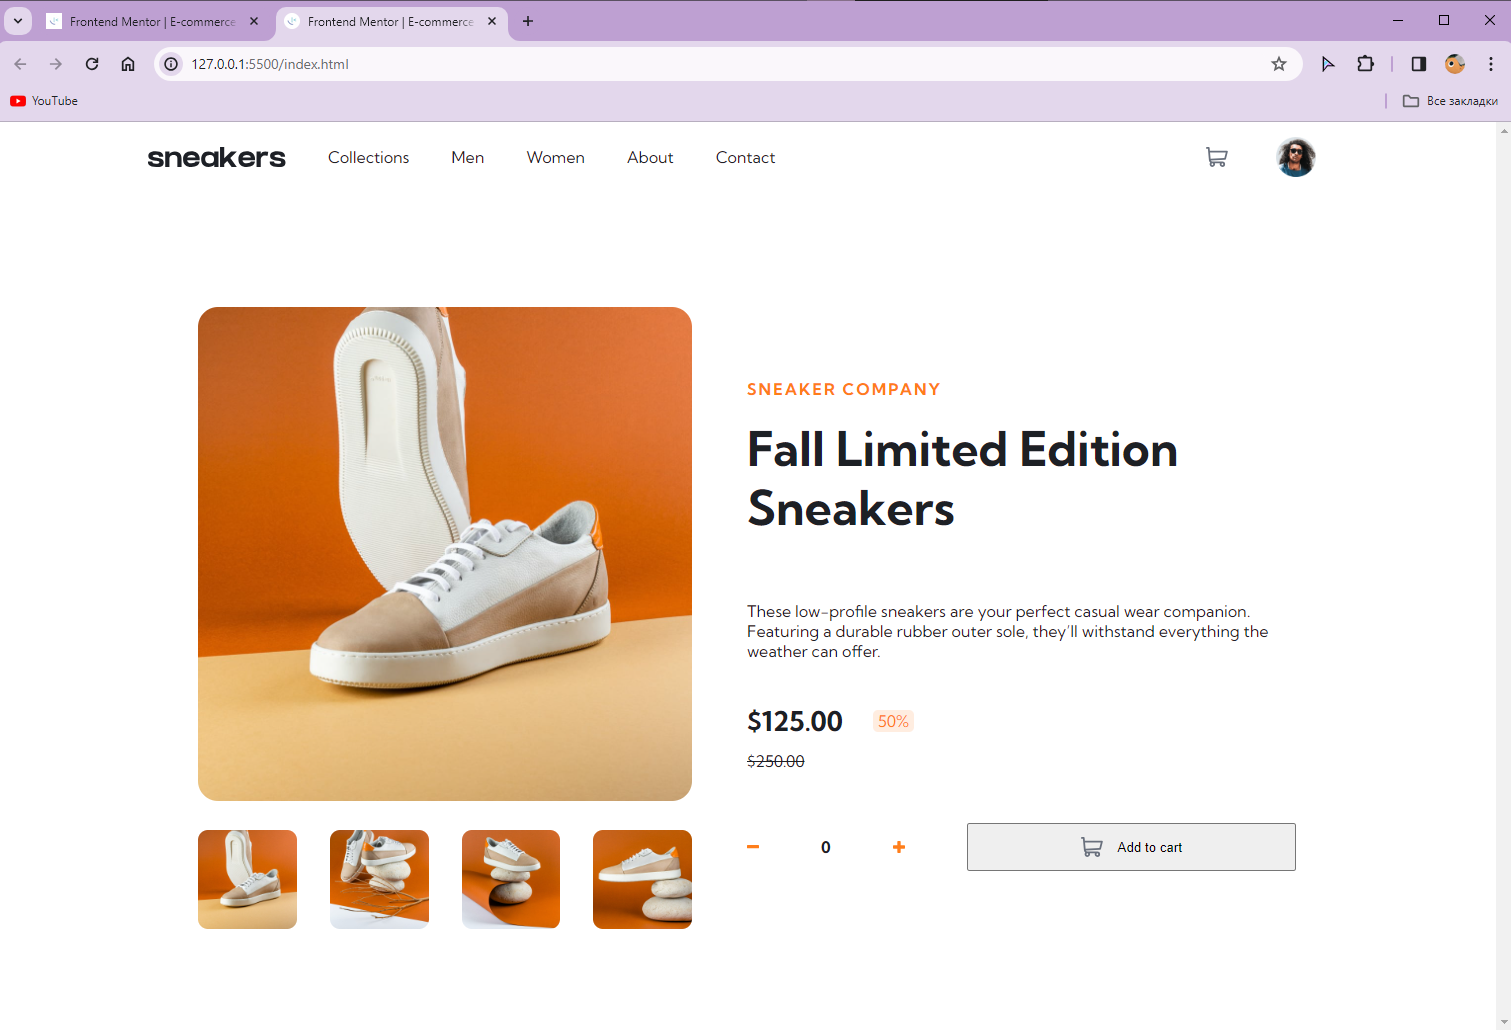 Frontend Mentor | E-commerce
Frontend Mentor | E-commerce
127.0.0.1:5500/index.html
YouTube
Все закладки
sneakers Collections Men Women About Contact
SNEAKER COMPANY
Fall Limited Edition
Sneakers
These low-profile sneakers are your perfect casual wear companion.
Featuring a durable rubber outer sole, they’ll withstand everything the
weather can offer.
$125.00 50%
$250.00
0 Add to cart